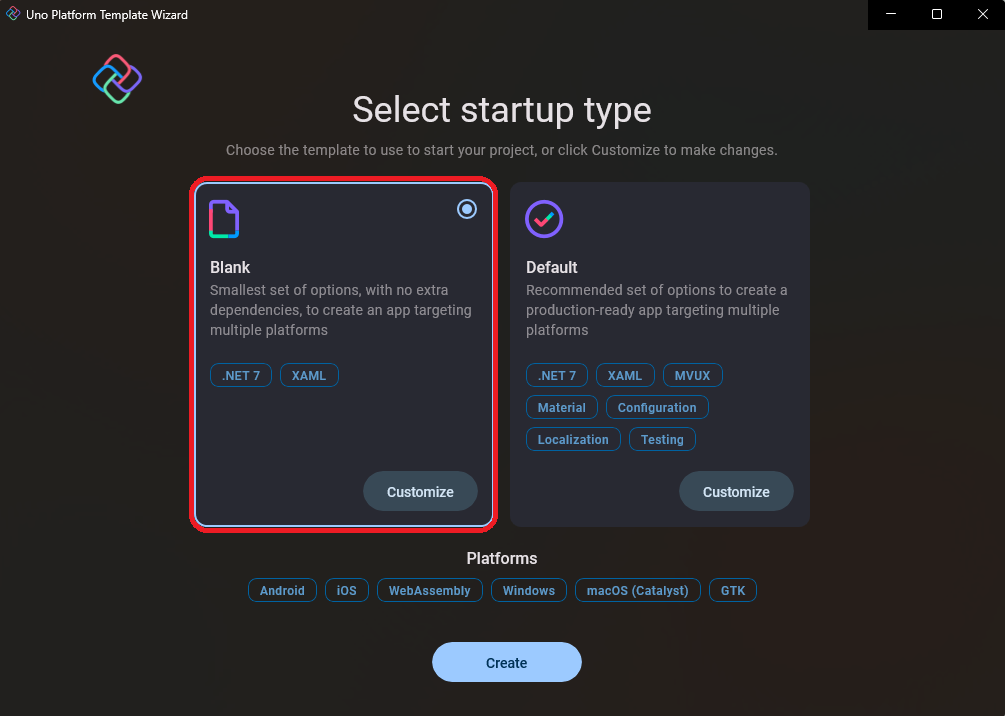 Uno Platform Template Wizard
Select startup type
Choose the template to use to start your project, or click Customize to make changes.
Blank
Smallest set of options, with no extra
dependencies, to create an app targeting
multiple platforms
.NET 7 XAML
Customize
Default
Recommended set of options to create a
production-ready app targeting multiple
platforms
.NET 7 XAML MVUX
Material Configuration
Localization Testing
Customize
Platforms
Android iOS WebAssembly Windows macOS (Catalyst) GTK
Create